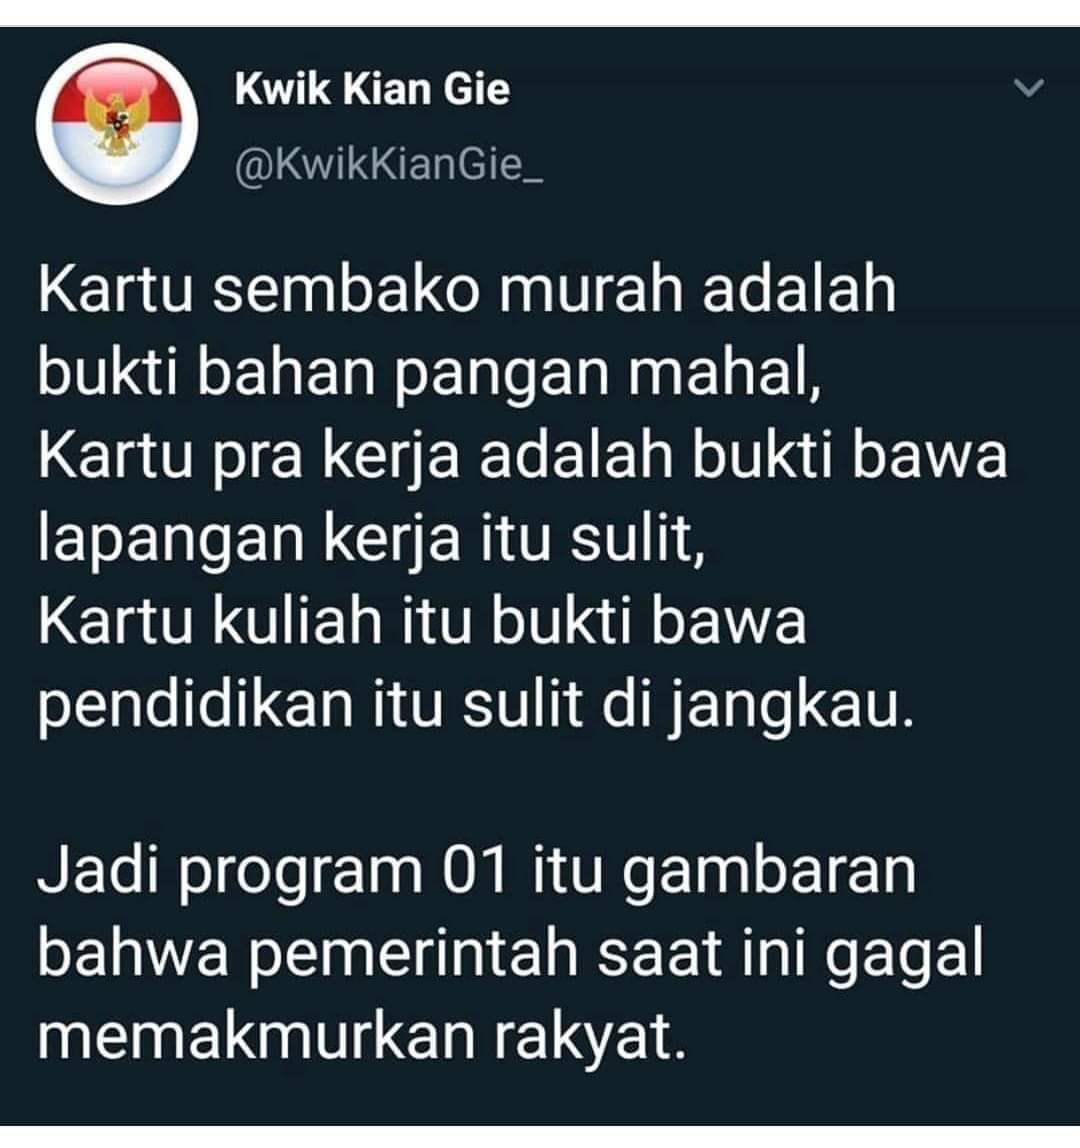 Kwik Kian Gie
@KwikKianGie_
Kartu sembako murah adalah
bukti bahan pangan mahal,
Kartu pra kerja adalah bukti bawa
lapangan kerja itu sulit,
Kartu kuliah itu bukti bawa
pendidikan itu sulit di jangkau.
Jadi program 01 itu gambaran
bahwa pemerintah saat ini gagal
memakmurkan rakyat.